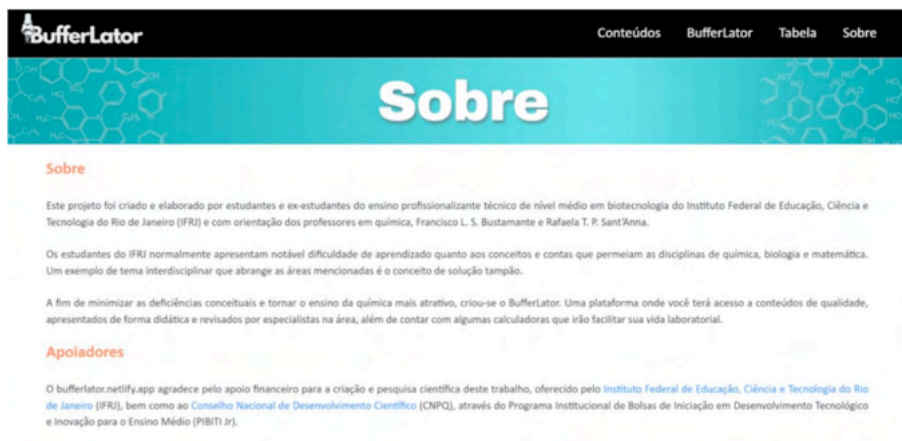 BufferLator
Conteúdos BufferLator Tabela Sobre
Sobre
Sobre
Este projeto foi criado e elaborado por estudantes e ex-estudantes do ensino profissionalizante técnico de nível médio em biotecnologia do Instituto Federal de Educação, Ciência e
Tecnologia do Rio de Janeiro (IFRJ) e com orientação dos professores em química, Francisco L. S. Bustamante e Rafaela T. P. Sant'Anna.
Os estudantes do IFRJ normalmente apresentam notável dificuldade de aprendizado quanto aos conceitos e contas que permeiam as disciplinas de química, biologia e matemática.
Um exemplo de tema interdisciplinar que abrange as áreas mencionadas é o conceito de solução tampão.
A fim de minimizar as deficiências conceituais e tornar o ensino da química mais atrativo, criou-se o BufferLator. Uma plataforma onde você terá acesso a conteúdos de qualidade,
apresentados de forma didática e revisados por especialistas na área, além de contar com algumas calculadoras que irão facilitar sua vida laboratorial.
Apoiadores
O bufferlator.netlify.app agradece pelo apoio financeiro para a criação e pesquisa científica deste trabalho, oferecido pelo Instituto Federal de Educação, Ciência e Tecnologia do Rio
de Janeiro (IFRJ), bem como ao Conselho Nacional de Desenvolvimento Científico (CNPQ), através do Programa Institucional de Bolsas de Iniciação em Desenvolvimento Tecnológico
e Inovação para o Ensino Médio (PIBITI Jr).